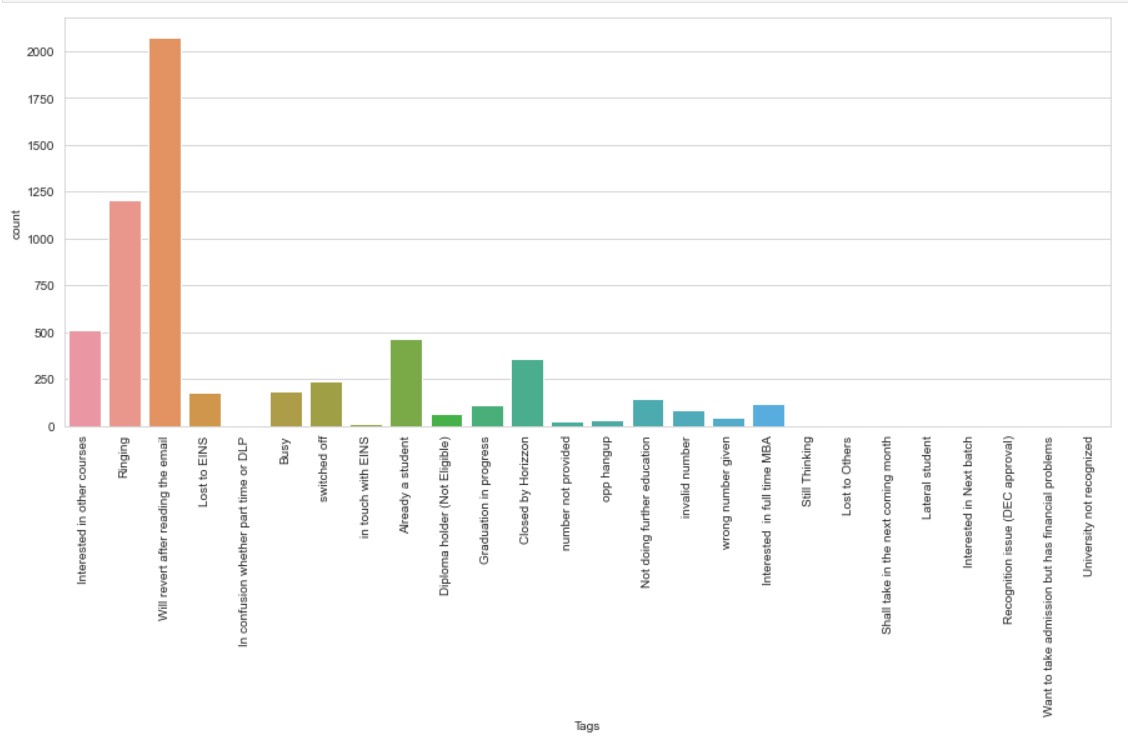 2000
1750
1500
1250
1000
750
500
250
0
count
Interested in other courses
Ringing
Will revert after reading the email
Lost to EINS
In confusion whether part time or DLP
Busy
switched off
in touch with EINS
Already a student
Diploma holder (Not Eligible)
Graduation in progress
Closed by Horizzon
number not provided
opp hangup
Not doing further education
invalid number
wrong number given
Interested  in full time MBA
Still Thinking
Lost to Others
Shall take in the next coming month
Lateral student
Interested in Next batch
Recognition issue (DEC approval)
Want to take admission but has financial problems
University not recognized
Tags